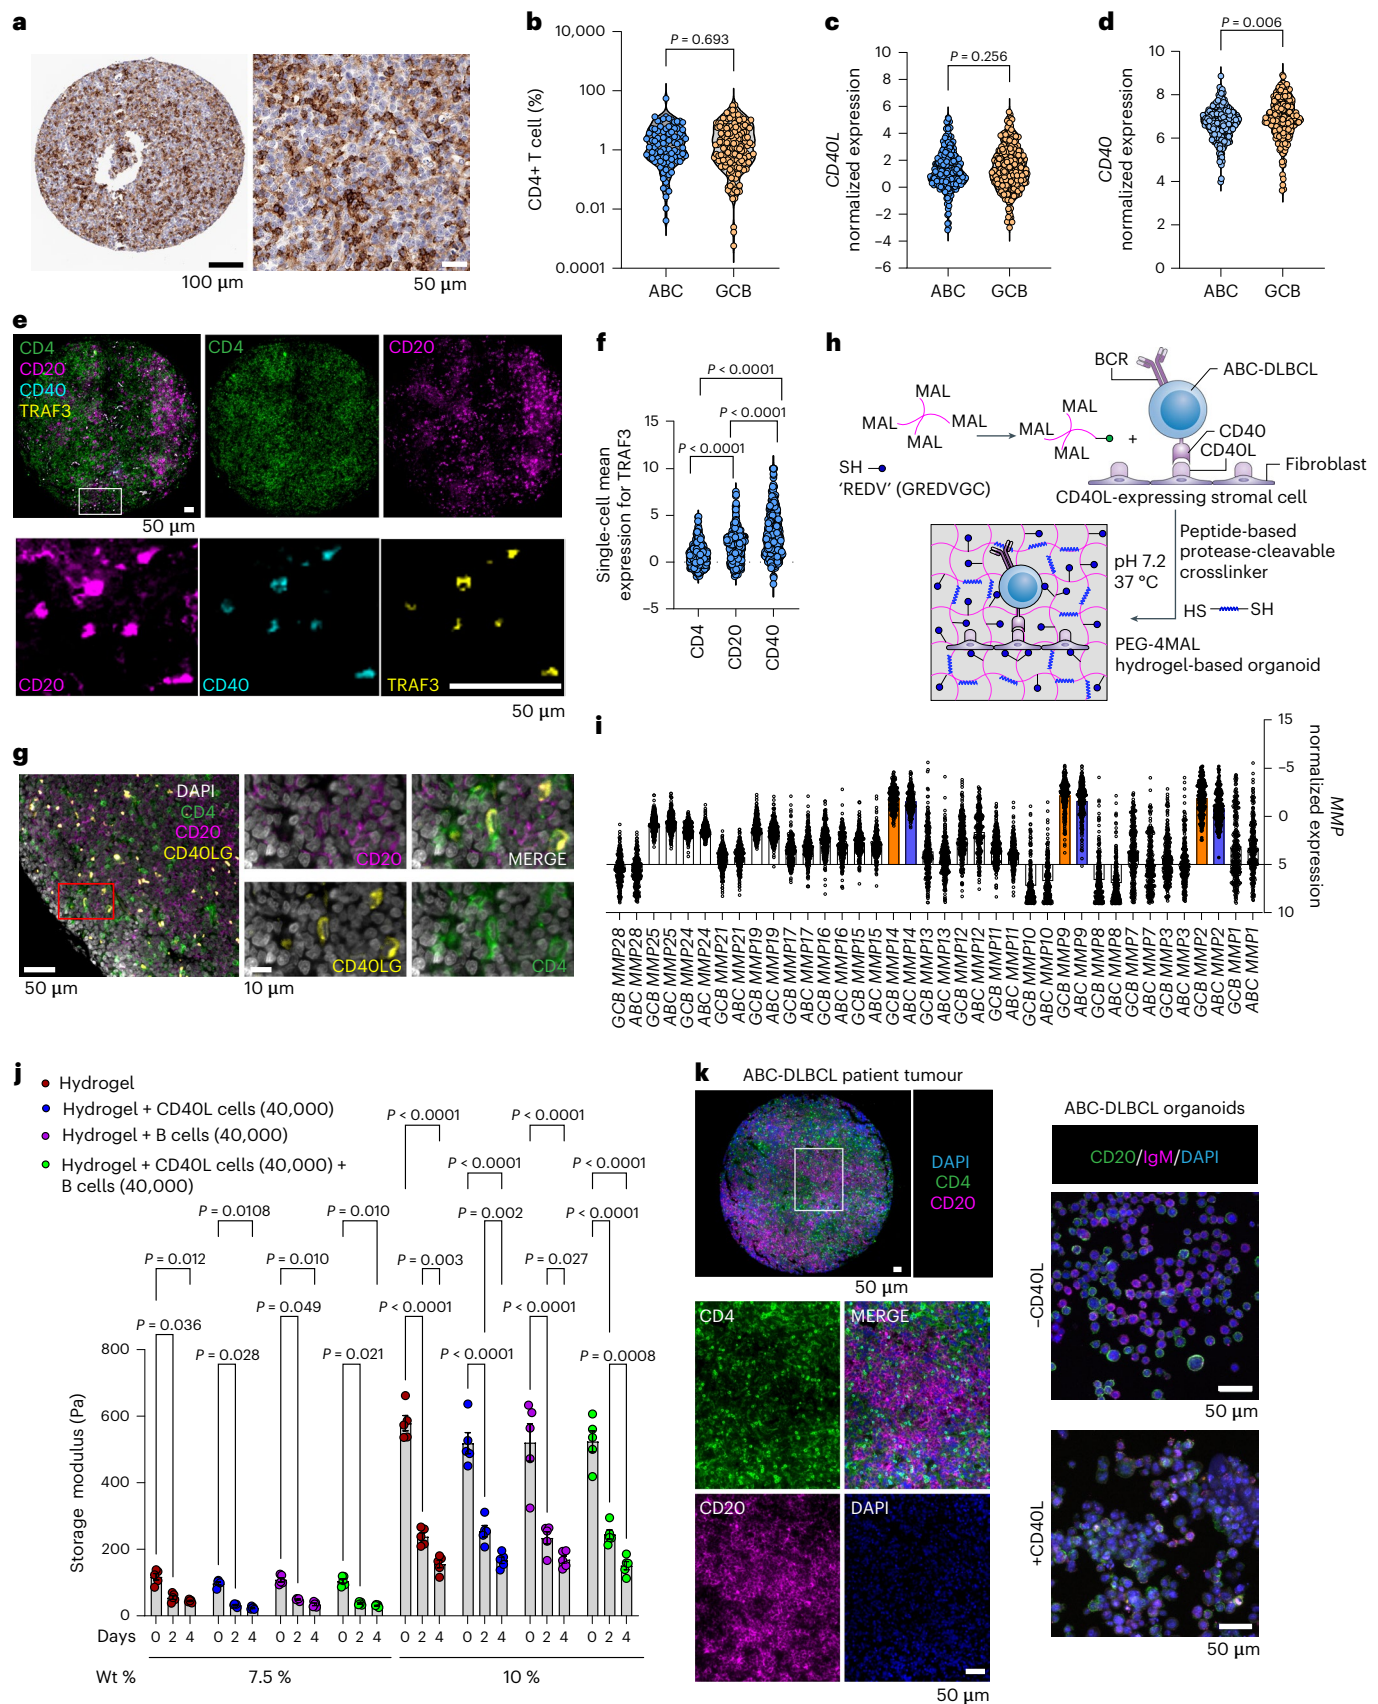 a
100 µm
50 µm
b
10,000
100
1
0.01
0.0001
CD4+ T cell (%)
P = 0.693
ABC
GCB
c
10
8
6
4
2
0
−2
−4
−6
CD40L
normalized expression
P = 0.256
ABC
GCB
d
10
8
6
4
2
0
CD40
normalized expression
P = 0.006
ABC
GCB
e
CD4
CD20
CD40
TRAF3
50 µm
CD4
CD20
CD20
CD40
TRAF3
50 µm
f
P < 0.0001
P < 0.0001
P < 0.0001
15
10
5
0
−5
Single-cell mean
expression for TRAF3
CD4
CD20
CD40
h
MAL
MAL
MAL
MAL
MAL
MAL
MAL
+
SH
'REDV' (GREDVGC)
BCR
ABC-DLBCL
CD40
CD40L
Fibroblast
CD40L-expressing stromal cell
Peptide-based
protease-cleavable
crosslinker
pH 7.2
37 °C
HS
SH
PEG-4MAL
hydrogel-based organoid
g
DAPI
CD4
CD20
CD40LG
50 µm
CD20
MERGE
CD40LG
CD4
10 µm
i
15
−5
0
5
10
MMP
normalized expression
GCB MMP28
ABC MMP28
GCB MMP25
ABC MMP25
GCB MMP24
ABC MMP24
GCB MMP21
ABC MMP21
GCB MMP19
ABC MMP19
GCB MMP17
ABC MMP17
GCB MMP16
ABC MMP16
GCB MMP15
ABC MMP15
GCB MMP14
ABC MMP14
GCB MMP13
ABC MMP13
GCB MMP12
ABC MMP12
GCB MMP11
ABC MMP11
GCB MMP10
ABC MMP10
GCB MMP9
ABC MMP9
GCB MMP8
ABC MMP8
GCB MMP7
ABC MMP7
GCB MMP3
ABC MMP3
GCB MMP2
ABC MMP2
GCB MMP1
ABC MMP1
j
Hydrogel
Hydrogel + CD40L cells (40,000)
Hydrogel + B cells (40,000)
Hydrogel + CD40L cells (40,000) +
B cells (40,000)
P < 0.0001
P < 0.0001
P < 0.0001
P < 0.0001
P = 0.0108
P = 0.010
P = 0.002
P < 0.0001
P = 0.012
P = 0.010
P = 0.003
P = 0.027
P = 0.049
P < 0.0001
P < 0.0001
P = 0.036
P = 0.028
P = 0.021
P < 0.0001
P = 0.0008
800
600
400
200
0
Storage modulus (Pa)
Days
0 2 4 0 2 4 0 2 4 0 2 4 0 2 4 0 2 4 0 2 4 0 2 4
Wt %
7.5 %
10 %
k
ABC-DLBCL patient tumour
DAPI
CD4
CD20
50 µm
CD4
MERGE
CD20
DAPI
50 µm
ABC-DLBCL organoids
CD20/IgM/DAPI
−CD40L
50 µm
+CD40L
50 µm